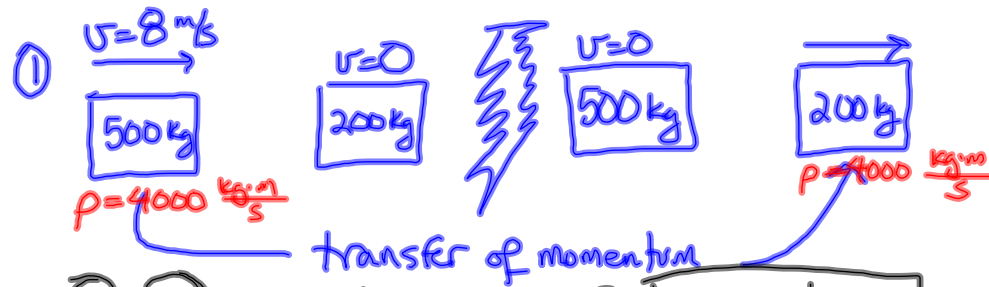 ① v=8 m/s
v=0
v=0
500 kg
200 kg
500 kg
200 kg
p=4000 kg·m/s
p=4000 kg·m/s
transfer of momentum